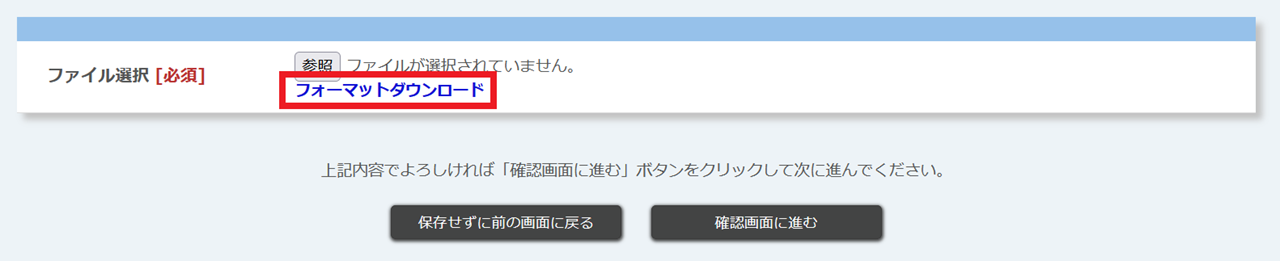 ファイル選択 [必須]
参照 ファイルが選択されていません。
フォーマットダウンロード
上記内容でよろしければ「確認画面に進む」ボタンをクリックして次に進んでください。
保存せずに前の画面に戻る
確認画面に進む